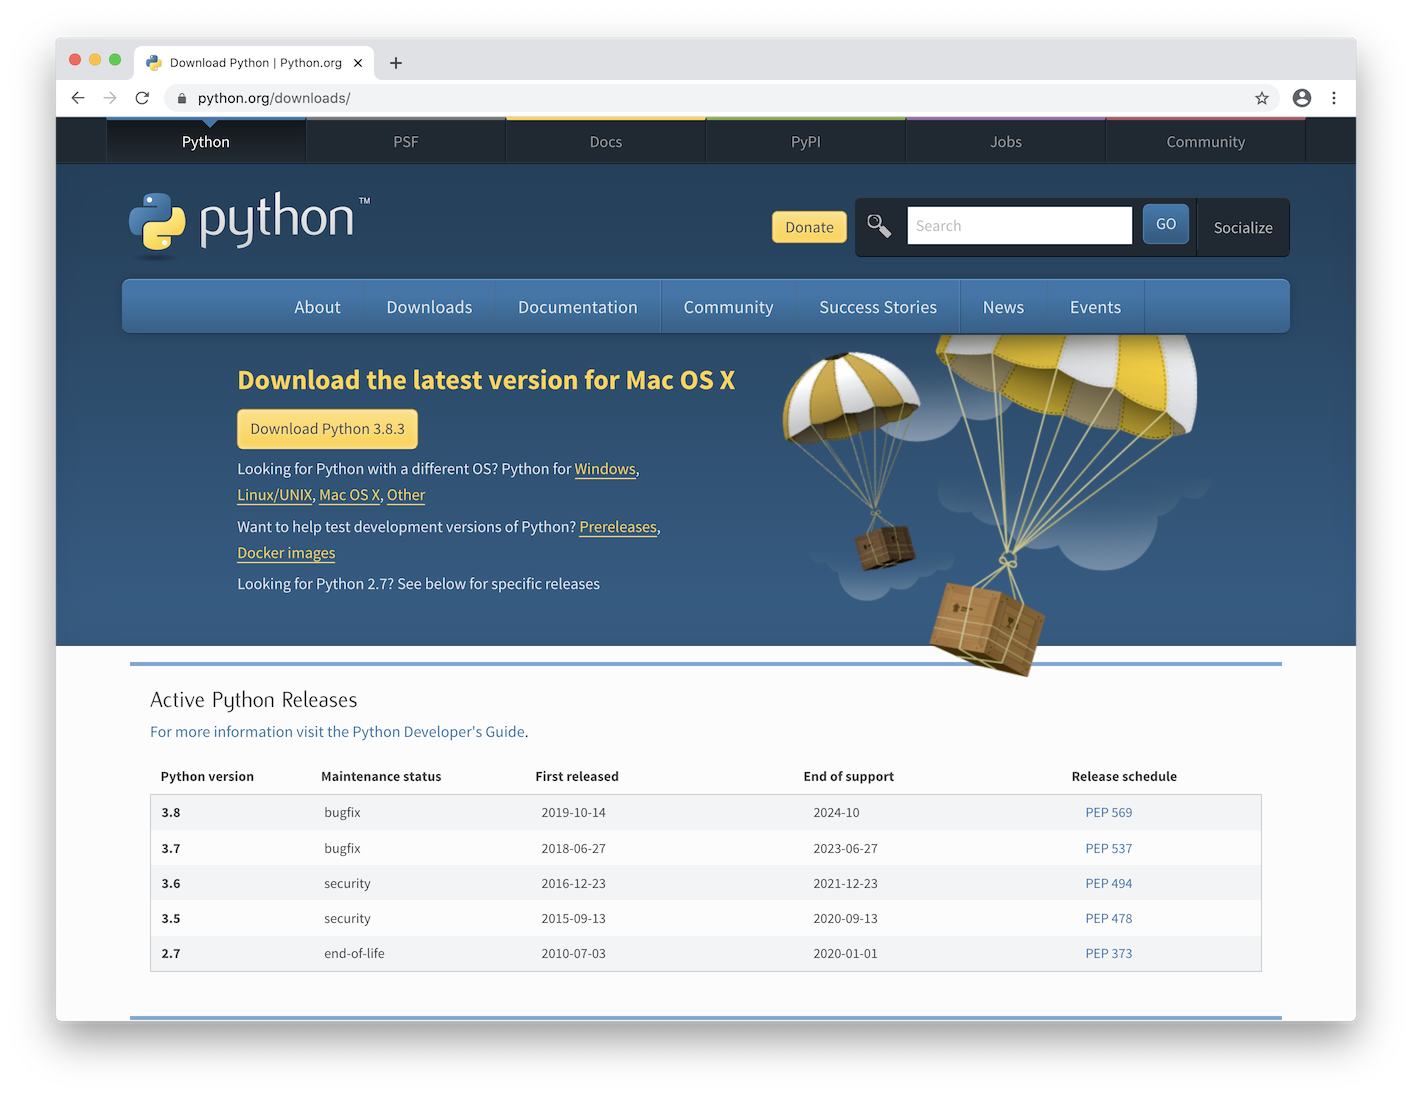 Download Python | Python.org
python.org/downloads/
Python PSF Docs PyPI Jobs Community
python™
Donate Search GO Socialize
About Downloads Documentation Community Success Stories News Events
Download the latest version for Mac OS X
Download Python 3.8.3
Looking for Python with a different OS? Python for Windows,
Linux/UNIX, Mac OS X, Other
Want to help test development versions of Python? Prereleases,
Docker images
Looking for Python 2.7? See below for specific releases
Active Python Releases
For more information visit the Python Developer's Guide.
Python version Maintenance status First released End of support Release schedule
3.8 bugfix 2019-10-14 2024-10 PEP 569
3.7 bugfix 2018-06-27 2023-06-27 PEP 537
3.6 security 2016-12-23 2021-12-23 PEP 494
3.5 security 2015-09-13 2020-09-13 PEP 478
2.7 end-of-life 2010-07-03 2020-01-01 PEP 373